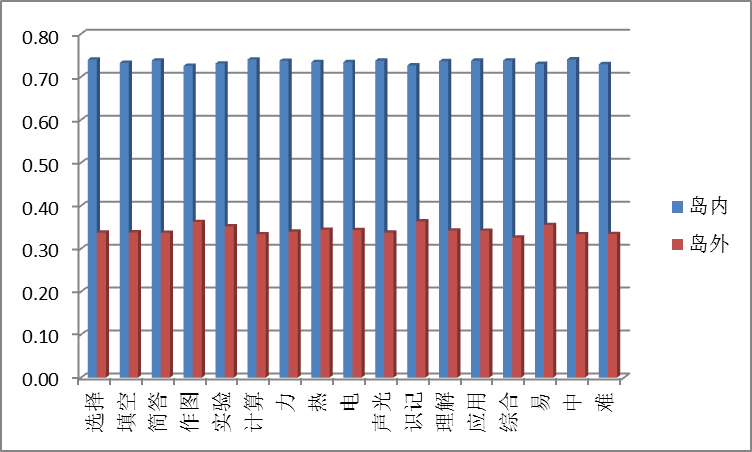 0.80
0.70
0.60
0.50
0.40
0.30
0.20
0.10
0.00
选择
填空
简答
作图
实验
计算
力
热
电
声光
识记
理解
应用
综合
易
中
难
岛内
岛外